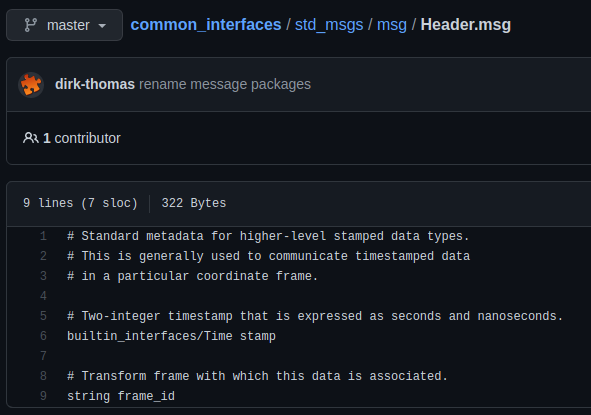 master common_interfaces / std_msgs / msg / Header.msg
dirk-thomas rename message packages
1 contributor
9 lines (7 sloc) 322 Bytes
1 # Standard metadata for higher-level stamped data types.
2 # This is generally used to communicate timestamped data
3 # in a particular coordinate frame.
4
5 # Two-integer timestamp that is expressed as seconds and nanoseconds.
6 builtin_interfaces/Time stamp
7
8 # Transform frame with which this data is associated.
9 string frame_id